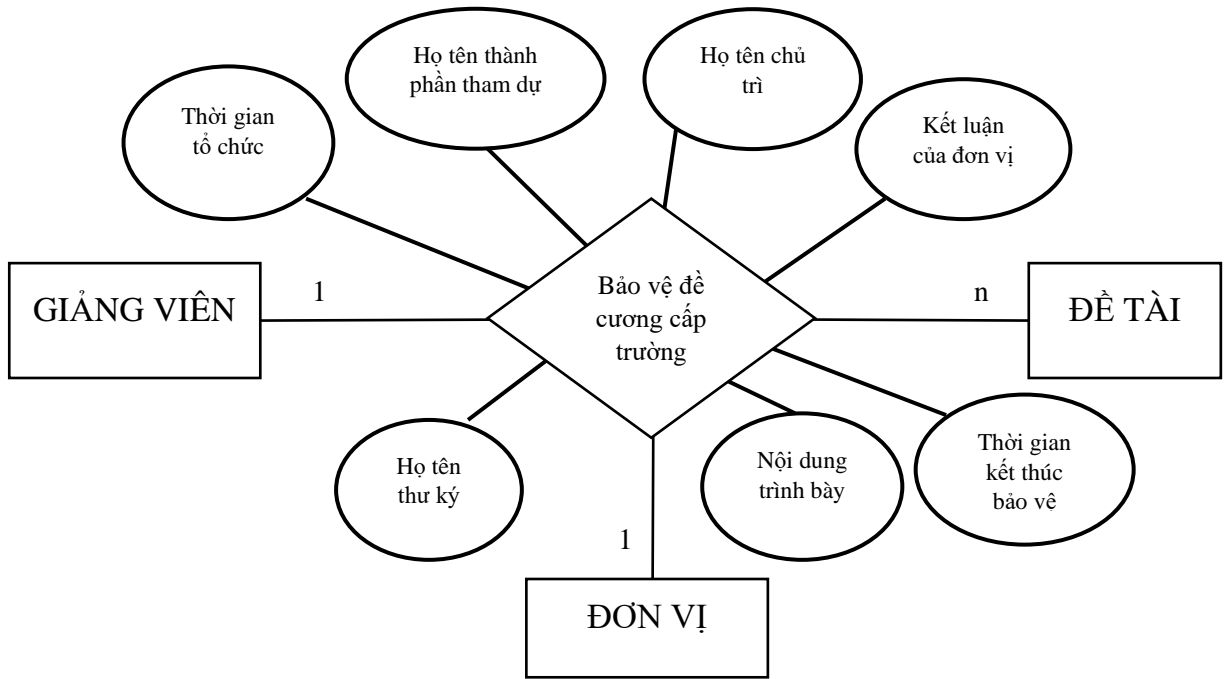 Họ tên thành
phần tham dự
Họ tên chủ
trì
Thời gian
tổ chức
Kết luận
của đơn vị
GIẢNG VIÊN
1
Bảo vệ đề
cương cấp
trường
n
ĐỀ TÀI
Họ tên
thư ký
Nội dung
trình bày
Thời gian
kết thúc
bảo vệ
1
ĐƠN VỊ